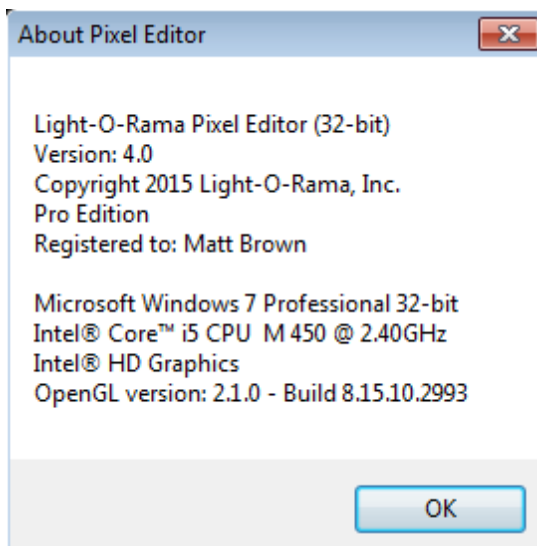 About Pixel Editor
Light-O-Rama Pixel Editor (32-bit)
Version: 4.0
Copyright 2015 Light-O-Rama, Inc.
Pro Edition
Registered to: Matt Brown
Microsoft Windows 7 Professional 32-bit
Intel® Core™ i5 CPU  M 450 @ 2.40GHz
Intel® HD Graphics
OpenGL version: 2.1.0 - Build 8.15.10.2993
OK